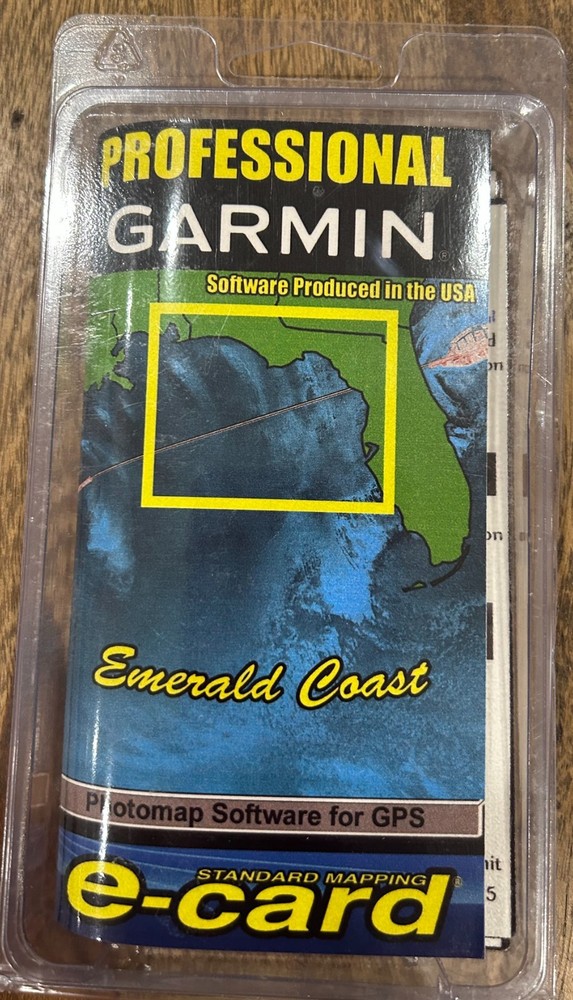 PROFESSIONAL
GARMIN®
Software Produced in the USA
Emerald Coast
Photomap Software for GPS
STANDARD MAPPING®
e-card